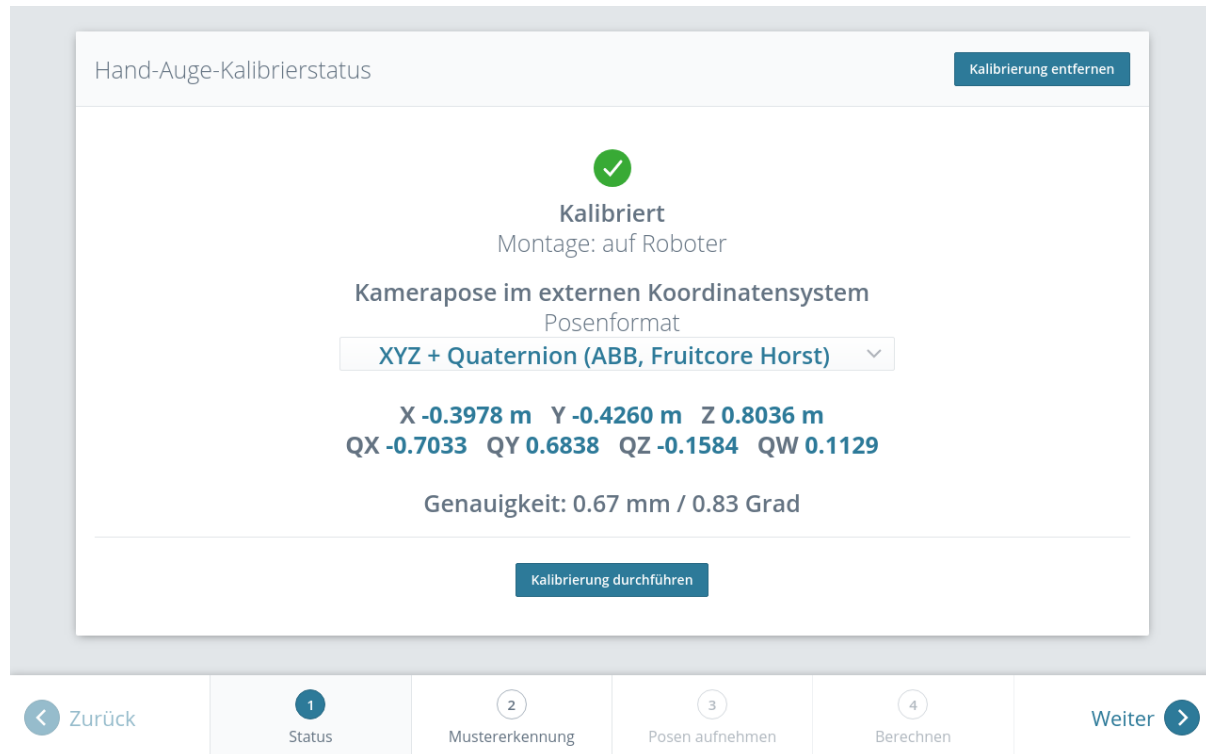 Hand-Auge-Kalibrierstatus
Kalibrierung entfernen
Kalibriert
Montage: auf Roboter
Kamerapose im externen Koordinatensystem
Posenformat
XYZ + Quaternion (ABB, Fruitcore Horst)
X -0.3978 m Y -0.4260 m Z 0.8036 m
QX -0.7033 QY 0.6838 QZ -0.1584 QW 0.1129
Genauigkeit: 0.67 mm / 0.83 Grad
Kalibrierung durchführen
Zurück
1
Status
2
Mustererkennung
3
Posen aufnehmen
4
Berechnen
Weiter